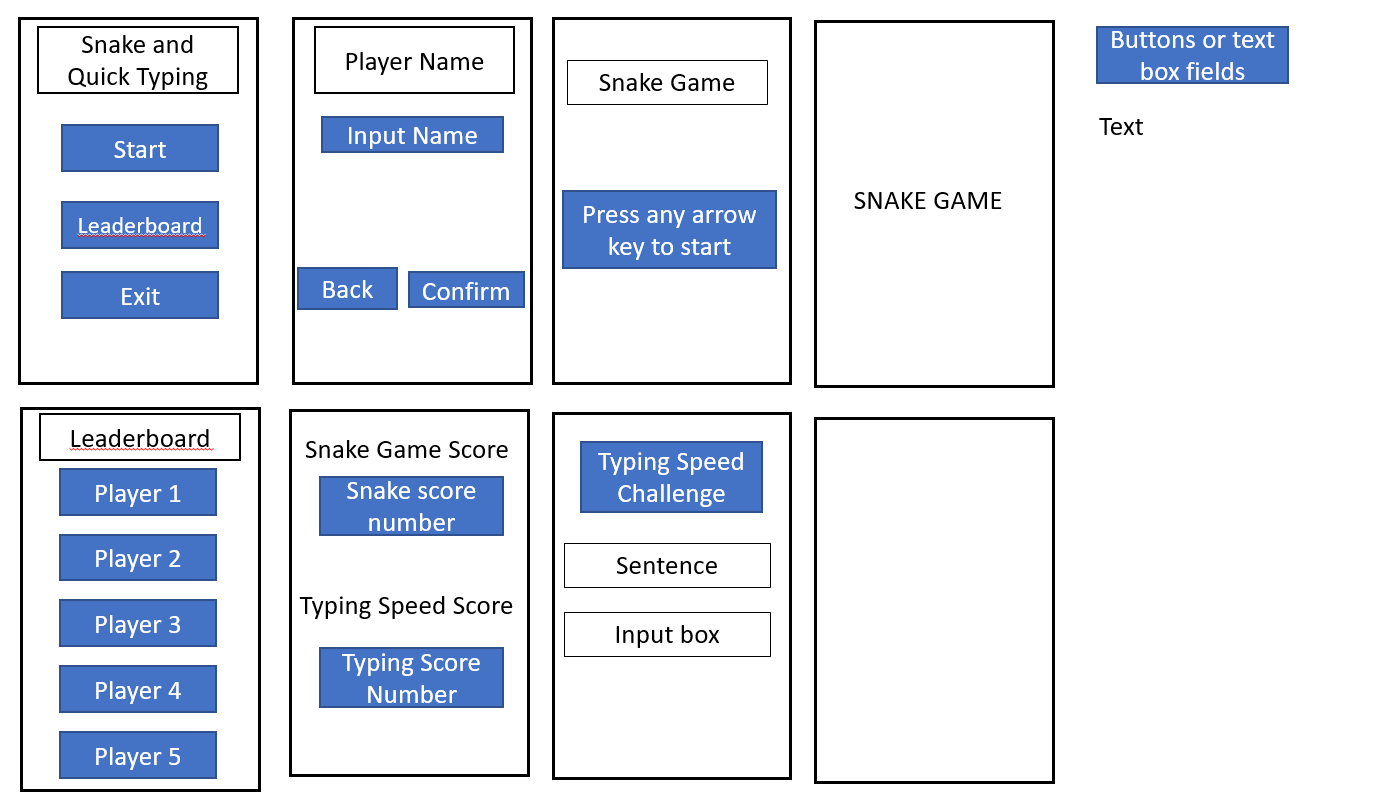 Snake and
Quick Typing
Start
Leaderboard
Exit
Player Name
Input Name
Back
Confirm
Snake Game
Press any arrow
key to start
SNAKE GAME
Buttons or text
box fields
Text
Leaderboard
Player 1
Player 2
Player 3
Player 4
Player 5
Snake Game Score
Snake score
number
Typing Speed Score
Typing Score
Number
Typing Speed
Challenge
Sentence
Input box